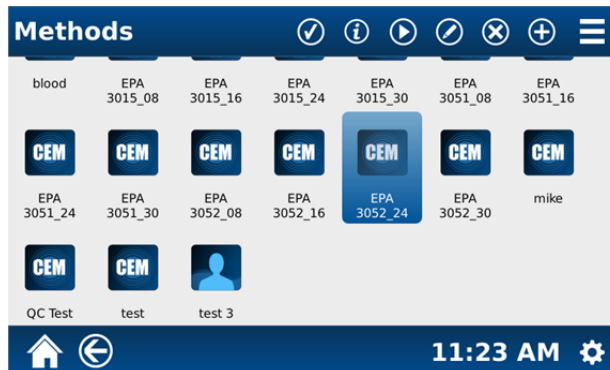 Methods
blood
EPA
3015_08
EPA
3015_16
EPA
3015_24
EPA
3015_30
EPA
3051_08
EPA
3051_16
CEM
CEM
CEM
CEM
CEM
CEM
CEM
EPA
3051_24
EPA
3051_30
EPA
3052_08
EPA
3052_16
EPA
3052_24
EPA
3052_30
mike
CEM
CEM
QC Test
test
test 3
11:23 AM